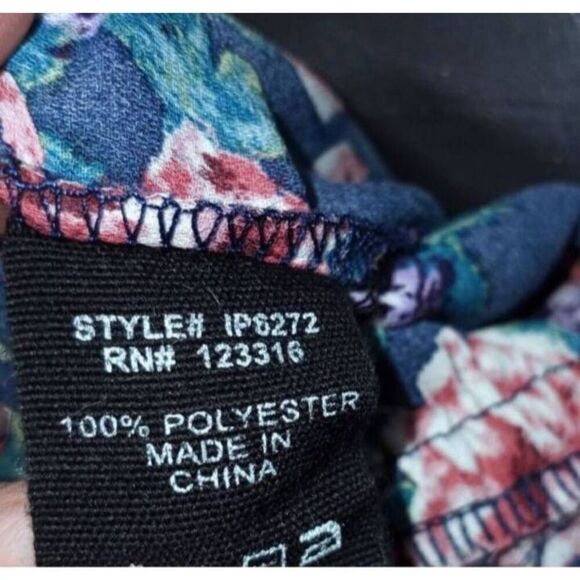 STYLE# IP6272
RN# 123316
100% POLYESTER
MADE IN
CHINA